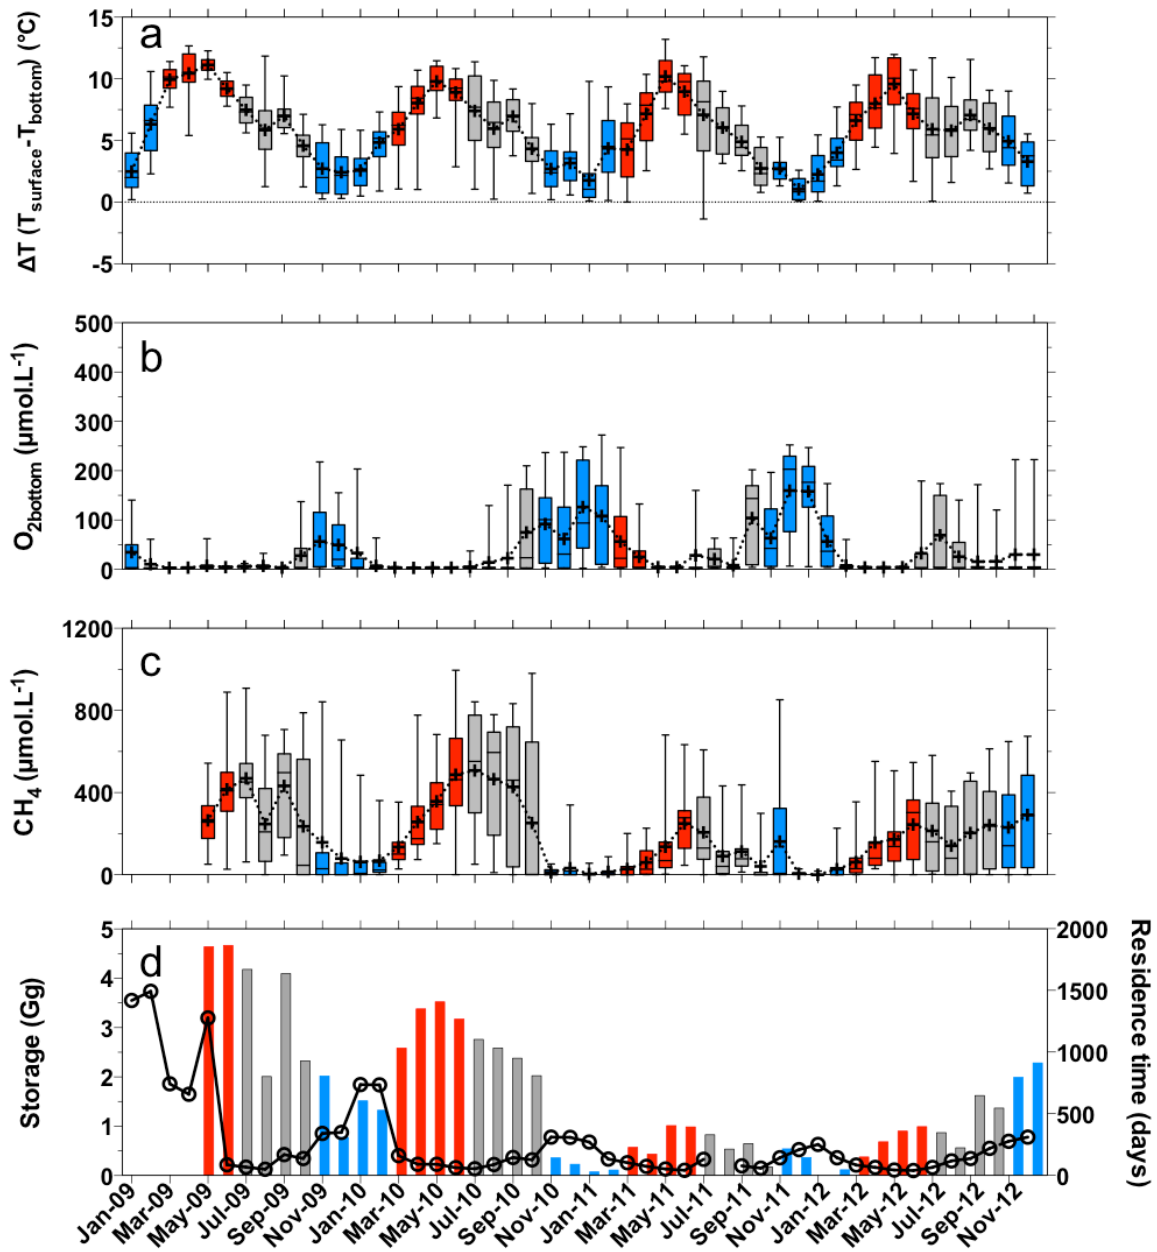 a
ΔT (T surface - T bottom) (°C)
15
10
5
0
-5
b
O2bottom (µmol.L-1)
500
400
300
200
100
0
c
CH4 (µmol.L-1)
1200
800
400
0
d
Storage (Gg)
5
4
3
2
1
0
Residence time (days)
2000
1500
1000
500
0
Jan-09
Mar-09
May-09
Jul-09
Sep-09
Nov-09
Jan-10
Mar-10
May-10
Jul-10
Sep-10
Nov-10
Jan-11
Mar-11
May-11
Jul-11
Sep-11
Nov-11
Jan-12
Mar-12
May-12
Jul-12
Sep-12
Nov-12